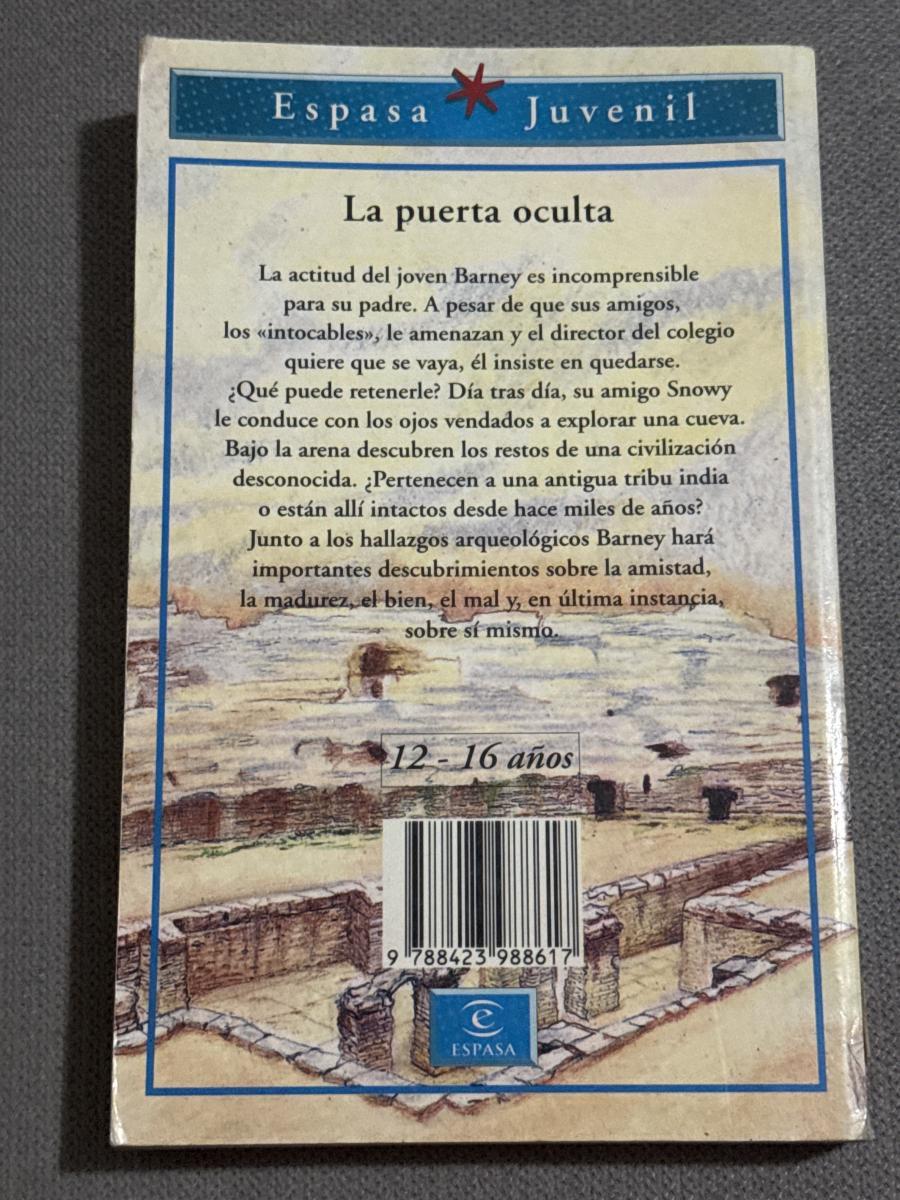 Espasa Juvenil
La puerta oculta
La actitud del joven Barney es incomprensible
para su padre. A pesar de que sus amigos,
los «intocables», le amenazan y el director del colegio
quiere que se vaya, él insiste en quedarse.
¿Qué puede retenerle? Día tras día, su amigo Snowy
le conduce con los ojos vendados a explorar una cueva.
Bajo la arena descubren los restos de una civilización
desconocida. ¿Pertenecen a una antigua tribu india
o están allí intactos desde hace miles de años?
Junto a los hallazgos arqueológicos Barney hará
importantes descubrimientos sobre la amistad,
la madurez, el bien, el mal y, en última instancia,
sobre sí mismo.
12 - 16 años
9 788423 988617
e
ESPASA